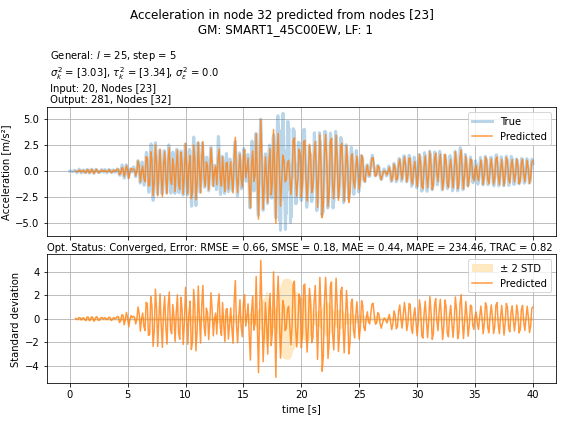 Acceleration in node 32 predicted from nodes [23]
GM: SMART1_45C00EW, LF: 1
General: l = 25, step = 5
σ²ₖ = [3.03], τ²ₖ = [3.34], σ²ε = 0.0
Input: 20, Nodes [23]
Output: 281, Nodes [32]
Acceleration [m/s²]
5.0
2.5
0.0
−2.5
−5.0
True
Predicted
Opt. Status: Converged, Error: RMSE = 0.66, SMSE = 0.18, MAE = 0.44, MAPE = 234.46, TRAC = 0.82
Standard deviation
4
2
0
−2
−4
± 2 STD
Predicted
0 5 10 15 20 25 30 35 40
time [s]